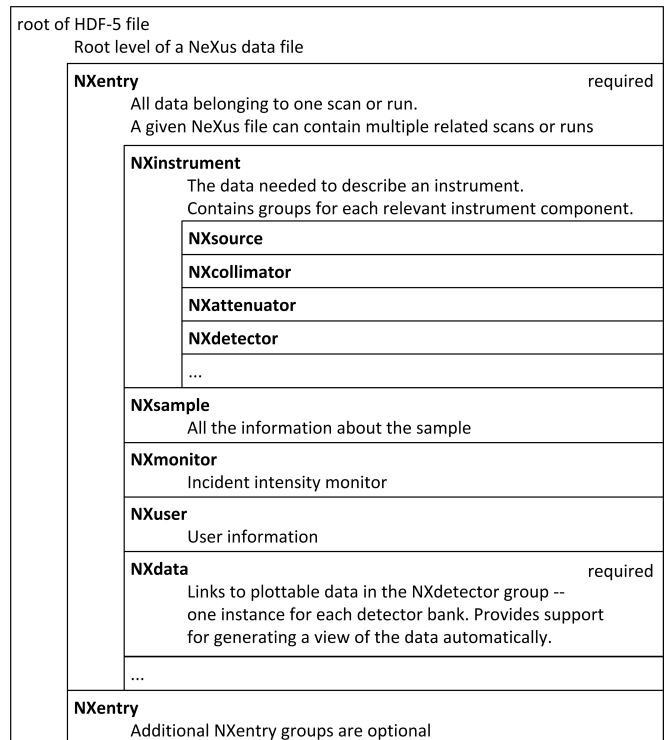 root of HDF-5 file
Root level of a NeXus data file
NXentry required
All data belonging to one scan or run.
A given NeXus file can contain multiple related scans or runs
NXinstrument
The data needed to describe an instrument.
Contains groups for each relevant instrument component.
NXsource
NXcollimator
NXattenuator
NXdetector
...
NXsample
All the information about the sample
NXmonitor
Incident intensity monitor
NXuser
User information
NXdata required
Links to plottable data in the NXdetector group --
one instance for each detector bank. Provides support
for generating a view of the data automatically.
...
NXentry
Additional NXentry groups are optional